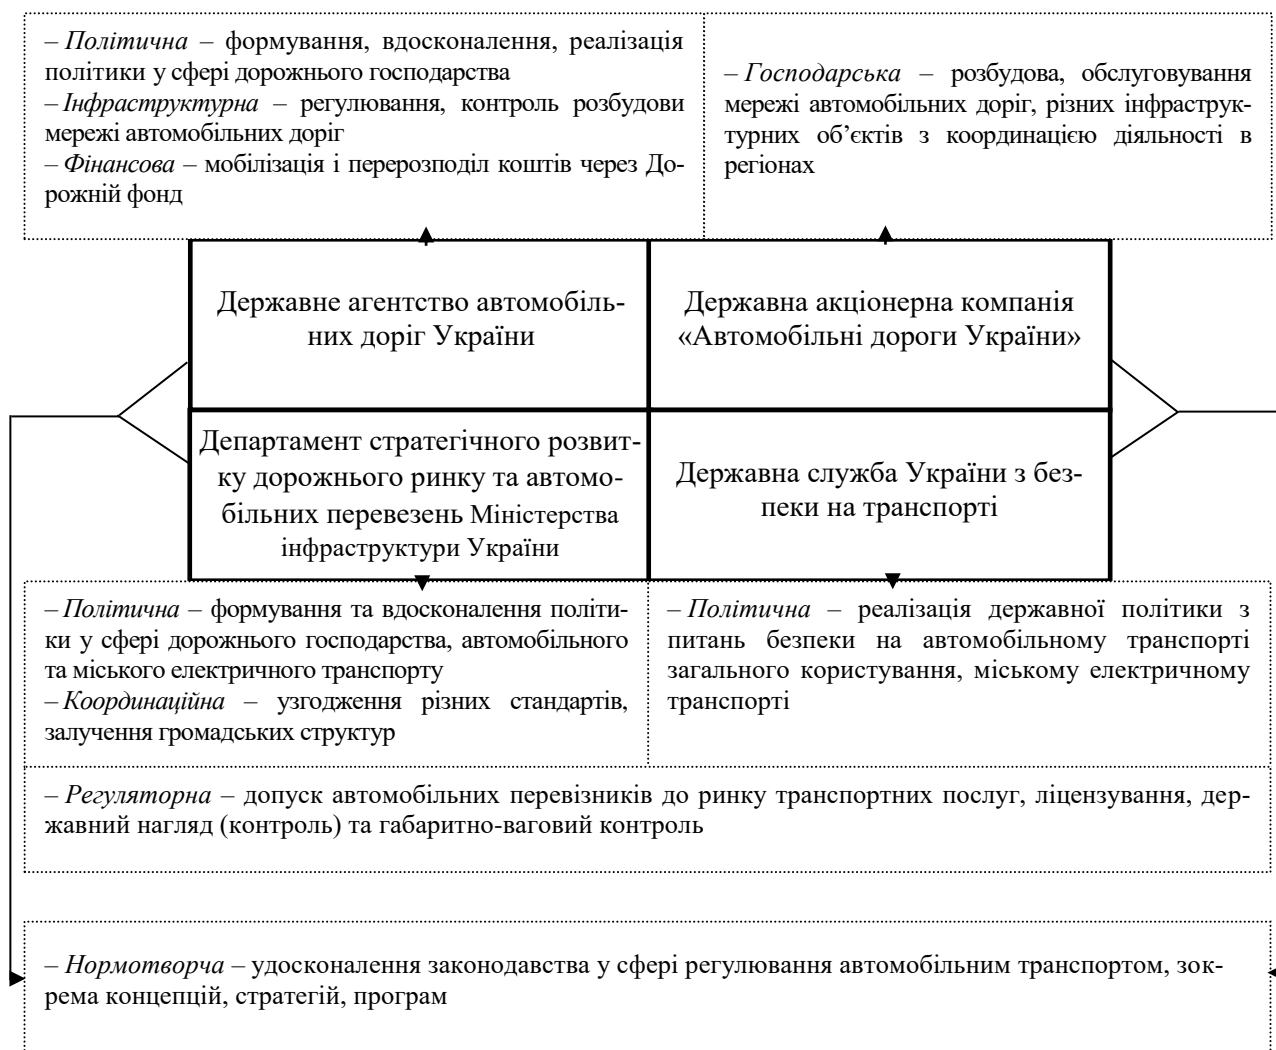 – Політична – формування, вдосконалення, реалізація
політики у сфері дорожнього господарства
– Інфраструктурна – регулювання, контроль розбудови
мережі автомобільних доріг
– Фінансова – мобілізація і перерозподіл коштів через До-
рожній фонд
– Господарська – розбудова, обслуговування
мережі автомобільних доріг, різних інфраструк-
турних об’єктів з координацією діяльності в
регіонах
Державне агентство автомобіль-
них доріг України
Державна акціонерна компанія
«Автомобільні дороги України»
Департамент стратегічного розвит-
ку дорожнього ринку та автомо-
більних перевезень Міністерства
інфраструктури України
Державна служба України з без-
пеки на транспорті
– Політична – формування та вдосконалення політи-
ки у сфері дорожнього господарства, автомобільного
та міського електричного транспорту
– Координаційна – узгодження різних стандартів,
залучення громадських структур
– Політична – реалізація державної політики з
питань безпеки на автомобільному транспорті
загального користування, міському електричному
транспорті
– Регуляторна – допуск автомобільних перевізників до ринку транспортних послуг, ліцензування, дер-
жавний нагляд (контроль) та габаритно-ваговий контроль
– Нормотворча – удосконалення законодавства у сфері регулювання автомобільним транспортом, зок-
рема концепцій, стратегій, програм